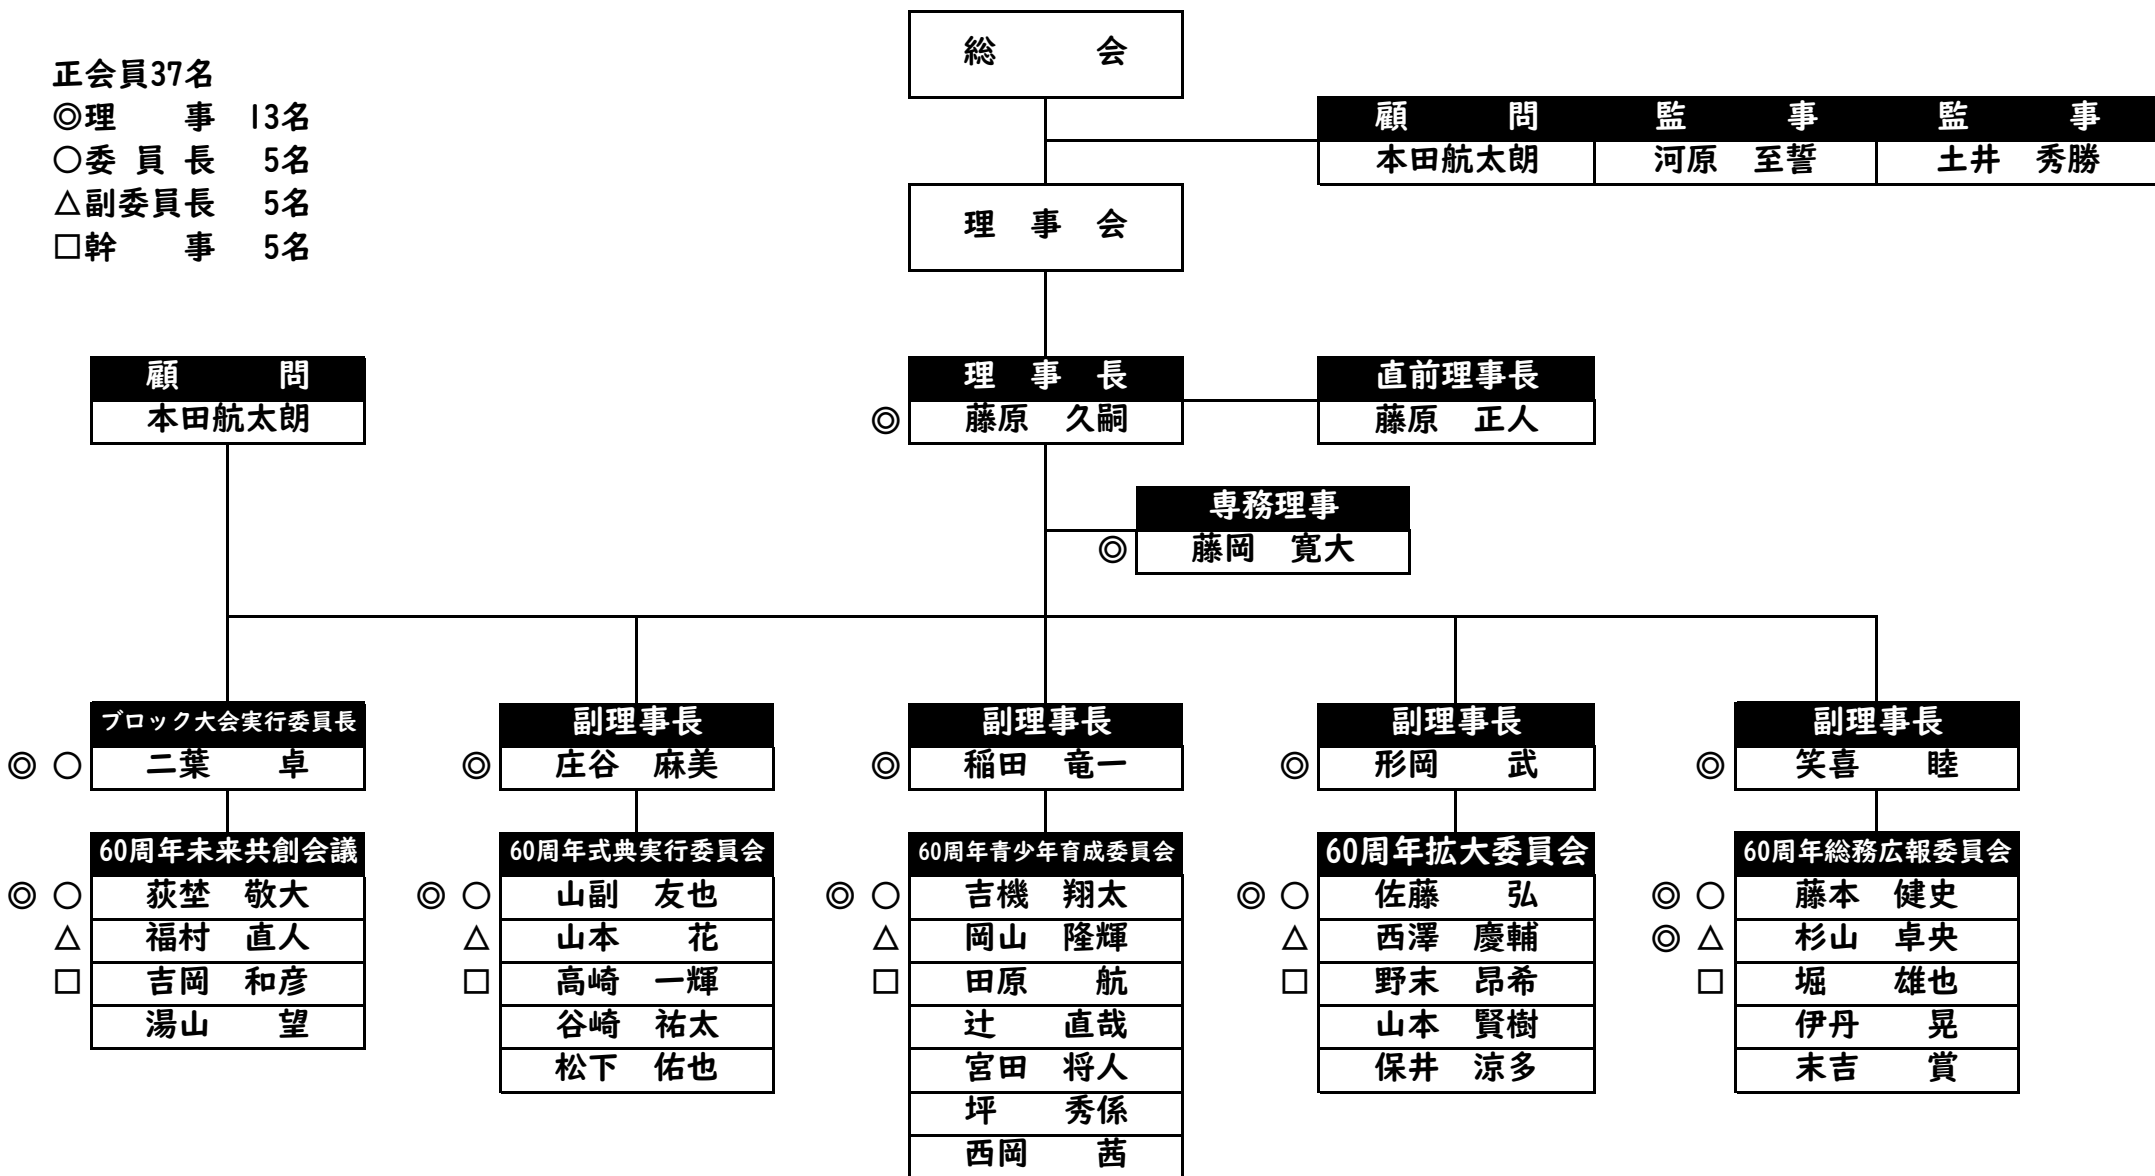 総 会
正会員37名
◎理 事 13名
○委 員 長 5名
△副委員長 5名
□幹 事 5名
顧 問 監 事 監 事
本田航太朗 河原 至誓 土井 秀勝
理 事 会
顧 問
本田航太朗
理 事 長
◎ 藤原 久嗣
直前理事長
藤原 正人
専務理事
◎ 藤岡 寛大
ブロック大会実行委員長
◎ ○ 二葉 卓
60周年未来共創会議
◎ ○ 荻埜 敬大
△ 福村 直人
□ 吉岡 和彦
湯山 望
副理事長
◎ 庄谷 麻美
60周年式典実行委員会
◎ ○ 山副 友也
△ 山本 花
□ 高崎 一輝
谷崎 祐太
松下 佑也
副理事長
◎ 稲田 竜一
60周年青少年育成委員会
◎ ○ 吉機 翔太
△ 岡山 隆輝
□ 田原 航
辻 直哉
宮田 将人
坪 秀係
西岡 茜
副理事長
◎ 形岡 武
60周年拡大委員会
◎ ○ 佐藤 弘
△ 西澤 慶輔
□ 野末 昂希
山本 賢樹
保井 涼多
副理事長
◎ 笑喜 睦
60周年総務広報委員会
◎ ○ 藤本 健史
◎ △ 杉山 卓央
□ 堀 雄也
伊丹 晃
末吉 賞